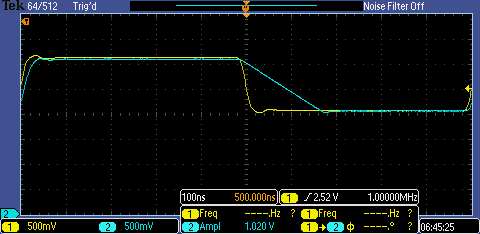 Tek 64/512 Trig'd Noise Filter Off
T
T
2
100ns 500.000ns 1 2.52 V 1.00000MHz
1 Freq -----.Hz ? 1 Freq -----.Hz ?
1 500mV 2 500mV 2 Ampl 1.020 V 1 → 2 ϕ -----.° ? 06:45:25